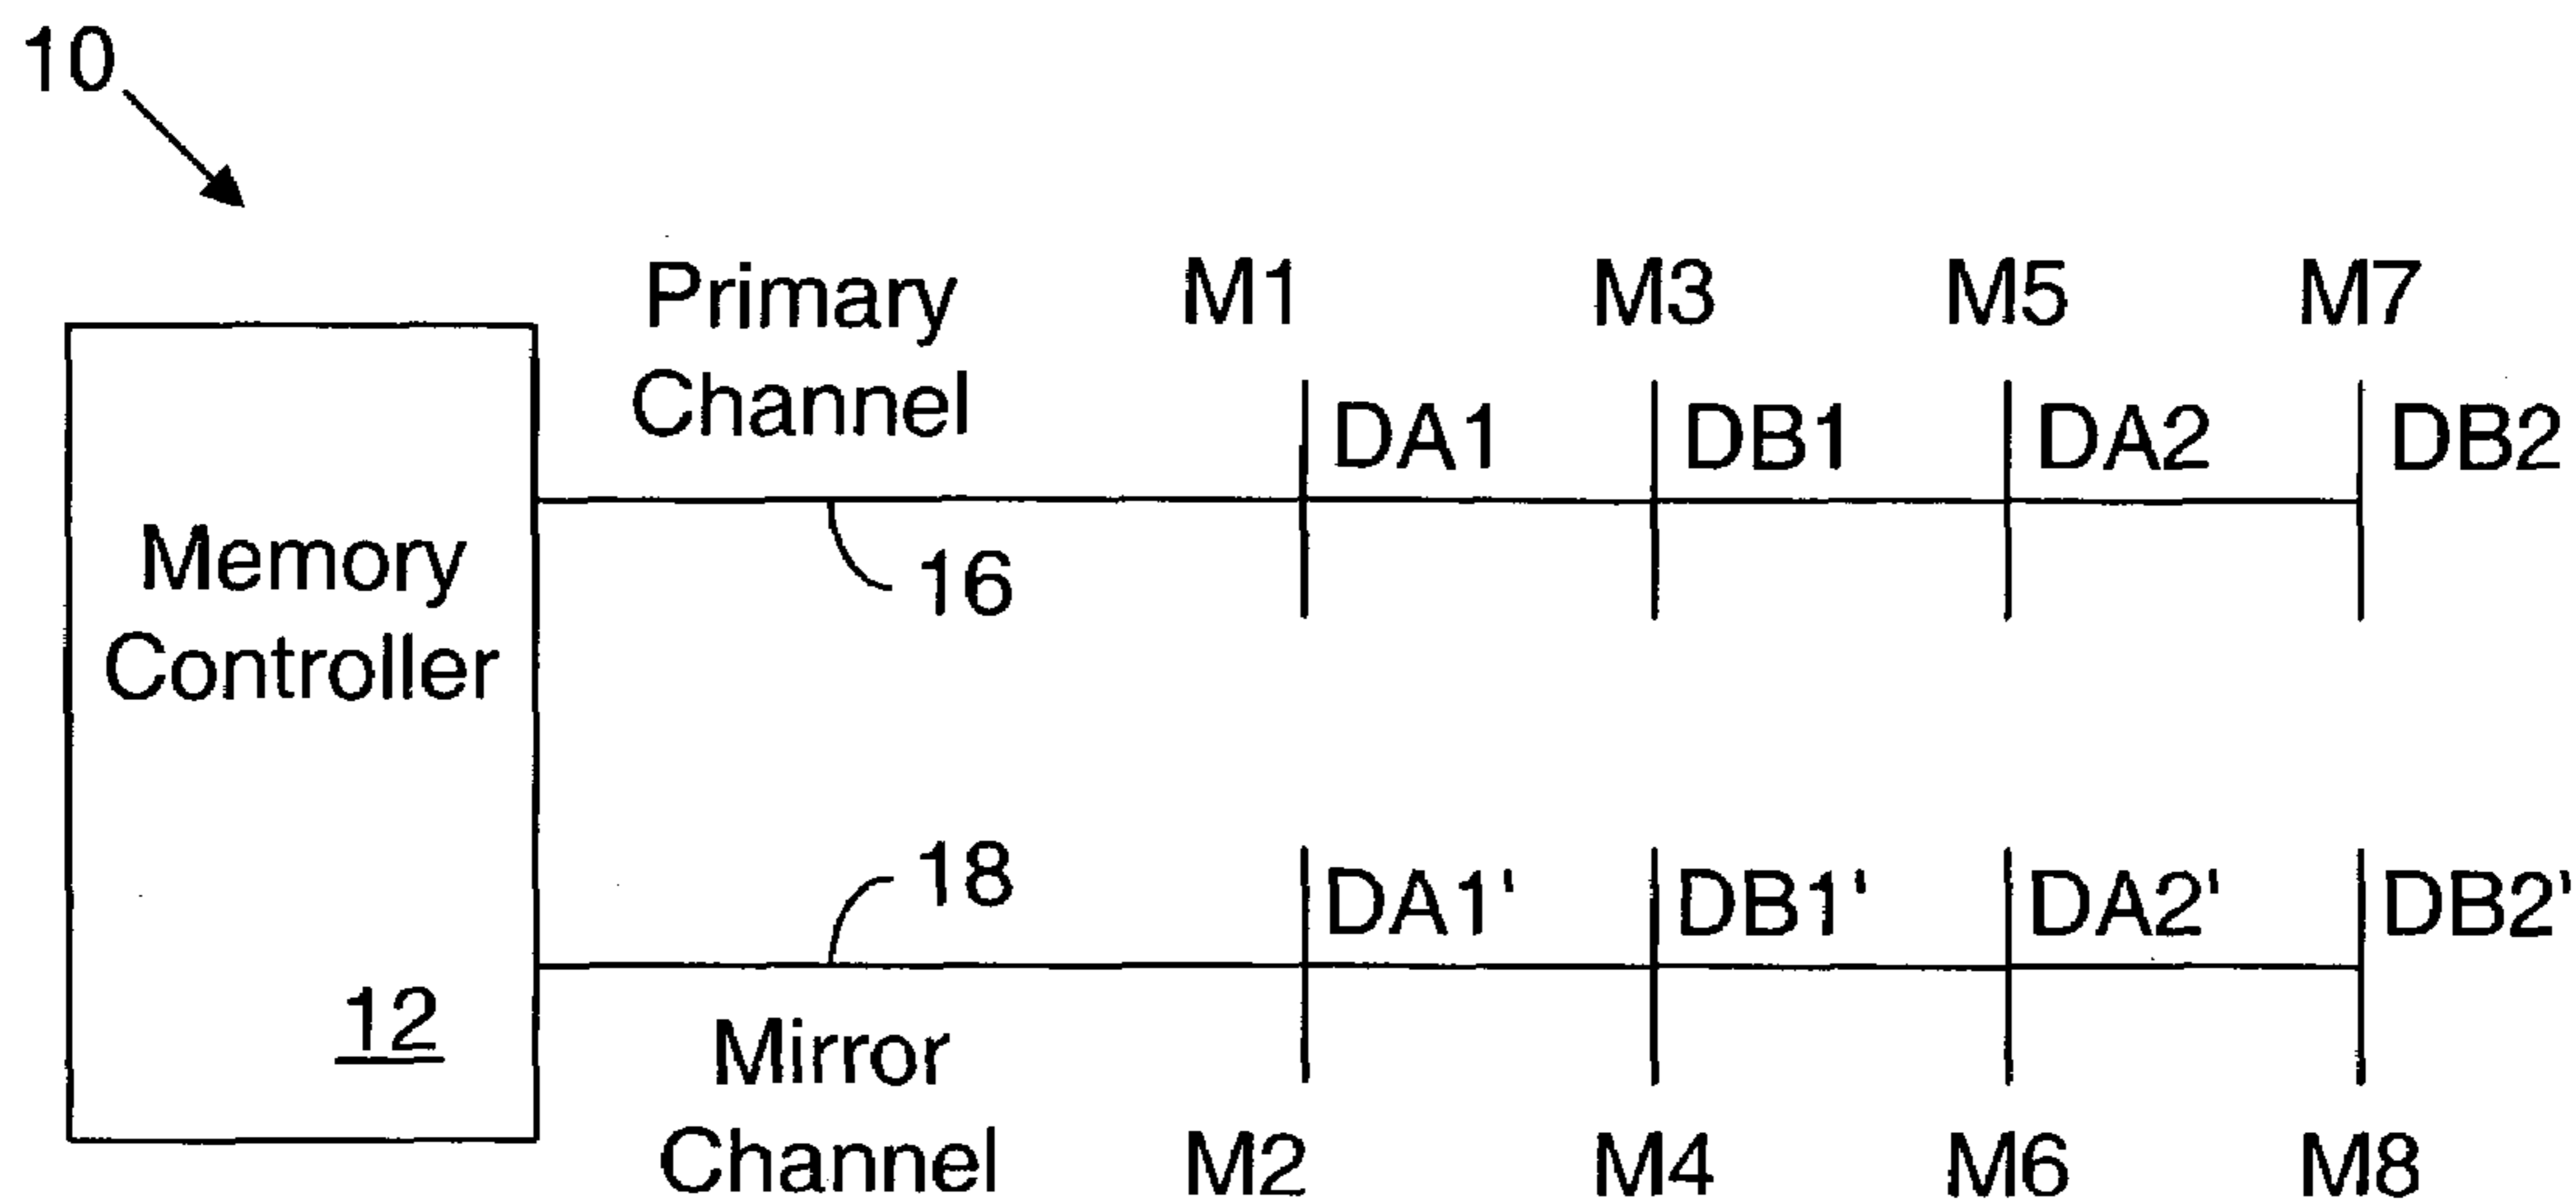 10
Primary
Channel
M1 M3 M5 M7
DA1 DB1 DA2 DB2
16
Memory
Controller
12
18
DA1' DB1' DA2' DB2'
Mirror
Channel
M2 M4 M6 M8